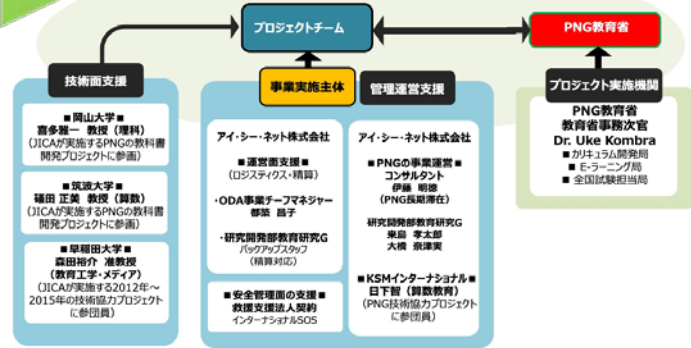 プロジェクトチーム
PNG教育省
技術面支援
■岡山大学■
喜多雅一 教授（理科）
（JICAが実施するPNGの教科書
開発プロジェクトに参画）
■筑波大学■
礒田 正美 教授（算数）
（JICAが実施するPNGの教科書
開発プロジェクトに参画）
■早稲田大学■
森田裕介 准教授
（教育工学・メディア）
（JICAが実施する2012年～
2015年の技術協力プロジェクト
に参団員）
事業実施主体
アイ・シー・ネット株式会社
■運営面支援■
（ロジスティクス・精算）
・ODA事業チーフマネジャー
都築 昌子
・研究開発部教育研究G
バックアップスタッフ
（精算対応）
■安全管理面の支援■
救援支援法人契約
インターナショナルSOS
管理運営支援
アイ・シー・ネット株式会社
■PNGの事業運営■
コンサルタント
伊藤 明徳
（PNG長期滞在）
研究開発部教育研究G
来島 孝太郎
大橋 奈津実
■KSMインターナショナル■
日下智（算数教育）
（PNG技術協力プロジェクト
に参団員）
プロジェクト実施機関
PNG教育省
教育省事務次官
Dr. Uke Kombra
■カリキュラム開発局
■E-ラーニング局
■全国試験担当局